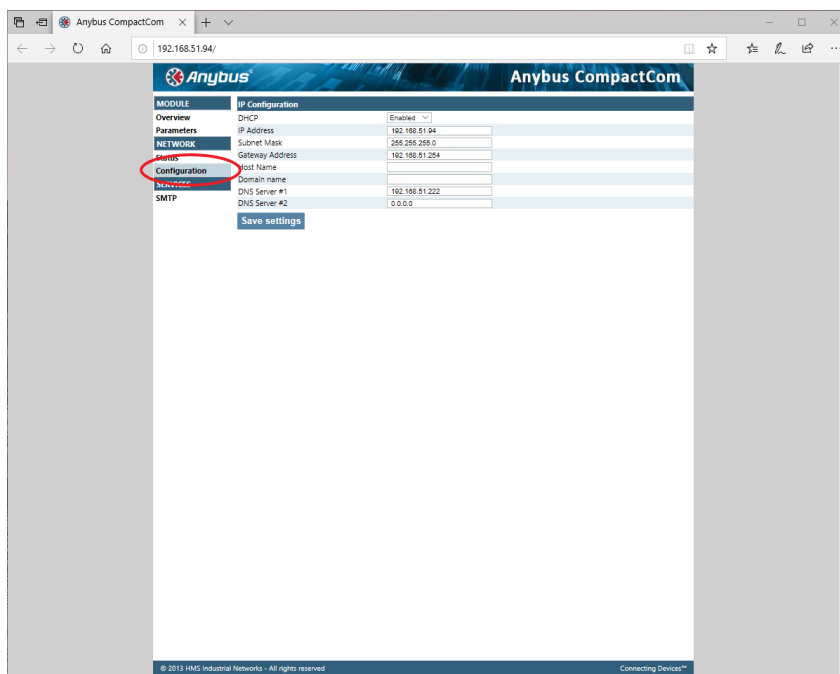 Anybus CompactCom
192.168.51.94/
Anybus Anybus CompactCom
MODULE
Overview
Parameters
NETWORK
Status
Configuration
SERVICES
SMTP
IP Configuration
DHCP Enabled
IP Address 192.168.51.94
Subnet Mask 255.255.255.0
Gateway Address 192.168.51.254
Host Name
Domain name
DNS Server #1 192.168.51.222
DNS Server #2 0.0.0.0
Save settings
© 2013 HMS Industrial Networks - All rights reserved Connecting Devices™